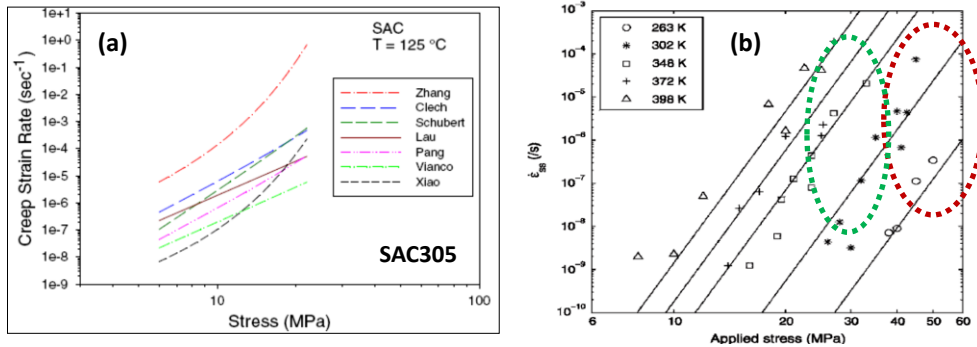 (a)
SAC
T = 125 °C
Creep Strain Rate (sec⁻¹)
1e+1
1e+0
1e-1
1e-2
1e-3
1e-4
1e-5
1e-6
1e-7
1e-8
1e-9
Zhang
Clech
Schubert
Lau
Pang
Vianco
Xiao
SAC305
10
100
Stress (MPa)
(b)
ε̇ss (/s)
263 K
302 K
348 K
372 K
398 K
10⁻⁴
10⁻⁵
10⁻⁶
10⁻⁷
10⁻⁸
10⁻⁹
10⁻¹⁰
6
10
20
30
40
50
60
Applied stress (MPa)